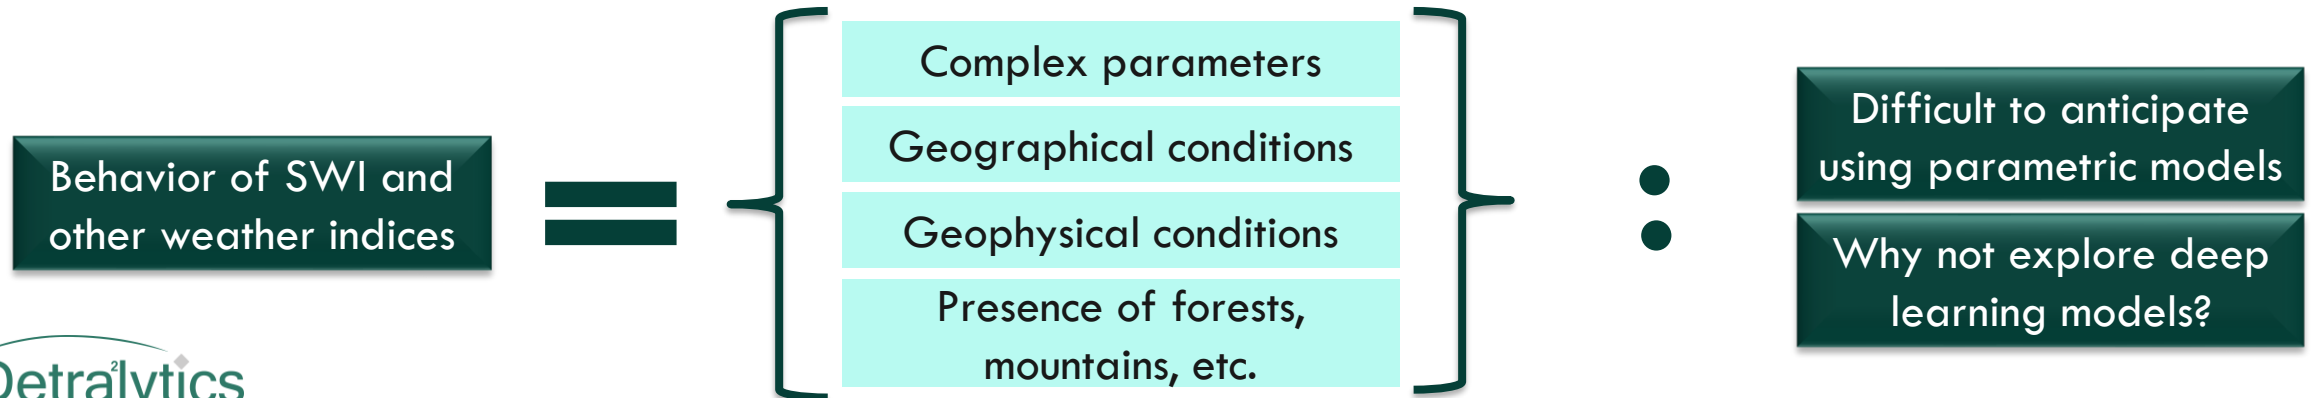 Behavior of SWI and
other weather indices
=
Complex parameters
Geographical conditions
Geophysical conditions
Presence of forests,
mountains, etc.
:
Difficult to anticipate
using parametric models
Why not explore deep
learning models?
Detra²lytics